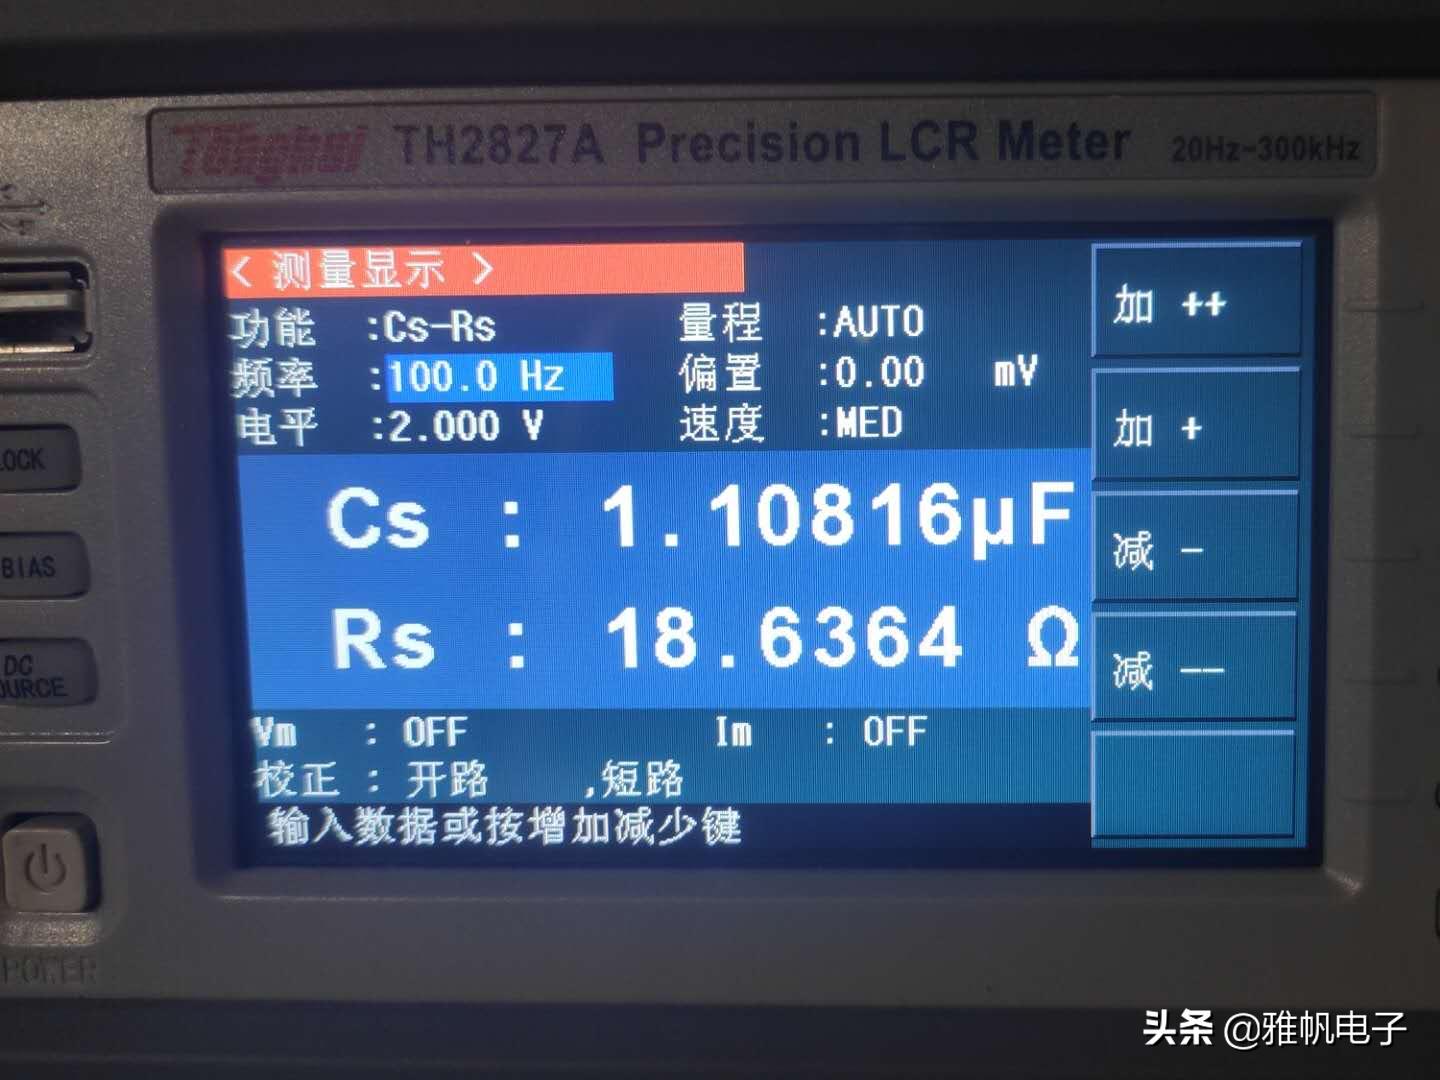 Tonghui TH2827A Precision LCR Meter 20Hz-300kHz
< 测量显示 >
功能 :Cs-Rs 量程 :AUTO
频率 :100.0 Hz 偏置 :0.00 mV
电平 :2.000 V 速度 :MED
Cs : 1.10816μF
Rs : 18.6364 Ω
Vm : OFF Im : OFF
校正 : 开路 ,短路
输入数据或按增加减少键
加 ++
加 +
减 -
减 --
OCK
BIAS
DC
OURCE
POWER
头条 @雅帆电子